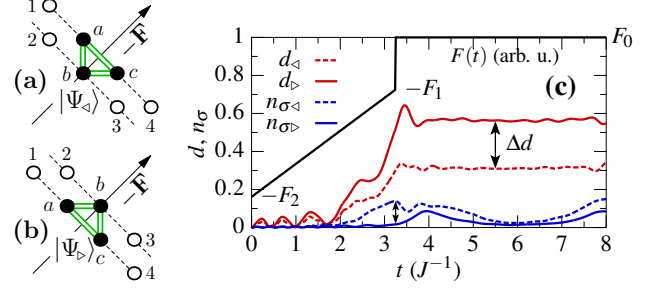 1
2
a
b
c
−F
(a)
|Ψ◁⟩
3
4
1
2
b
a
−F
(b)
|Ψ▷⟩
c
3
4
d, nσ
1
0.8
0.6
0.4
0.2
0
d◁
d▷
nσ◁
nσ▷
F(t) (arb. u.)
(c)
F₀
−F₁
Δd
−F₂
0 1 2 3 4 5 6 7 8
t (J⁻¹)